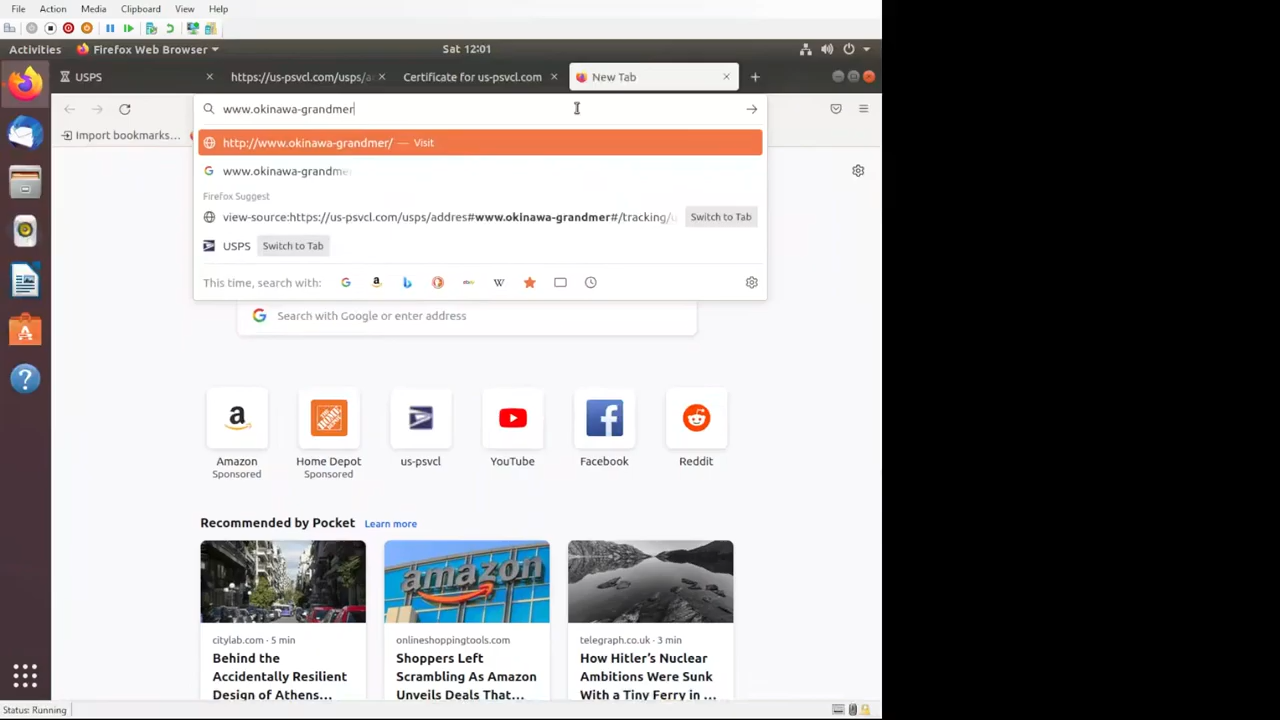 File Action Media Clipboard View Help
Activities Firefox Web Browser Sat 12:01
USPS https://us-psvcl.com/usps/a Certificate for us-psvcl.com New Tab
www.okinawa-grandmer
Import bookmarks…
http://www.okinawa-grandmer/ — Visit
www.okinawa-grandmer
Firefox Suggest
view-source:https://us-psvcl.com/usps/addres#www.okinawa-grandmer#/tracking/ Switch to Tab
USPS Switch to Tab
This time, search with:
Search with Google or enter address
Amazon Home Depot us-psvcl YouTube Facebook Reddit
Sponsored Sponsored
Recommended by Pocket Learn more
citylab.com · 5 min
Behind the
Accidentally Resilient
Design of Athens…
onlineshoppingtools.com
Shoppers Left
Scrambling As Amazon
Unveils Deals That…
telegraph.co.uk · 3 min
How Hitler's Nuclear
Ambitions Were Sunk
With a Tiny Ferry in …
Status: Running